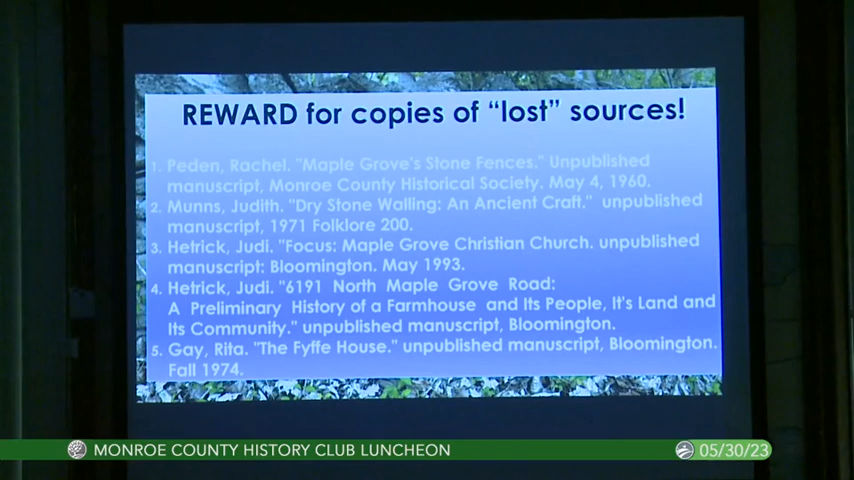 REWARD for copies of “lost” sources!
1. Peden, Rachel. "Maple Grove's Stone Fences." Unpublished
manuscript, Monroe County Historical Society. May 4, 1960.
2. Munns, Judith. "Dry Stone Walling: An Ancient Craft." unpublished
manuscript, 1971 Folklore 200.
3. Hetrick, Judi. "Focus: Maple Grove Christian Church. unpublished
manuscript: Bloomington. May 1993.
4. Hetrick, Judi. "6191 North Maple Grove Road:
A Preliminary History of a Farmhouse and Its People, It's Land and
Its Community." unpublished manuscript, Bloomington.
5. Gay, Rita. "The Fyffe House." unpublished manuscript, Bloomington.
Fall 1974.
MONROE COUNTY HISTORY CLUB LUNCHEON 05/30/23